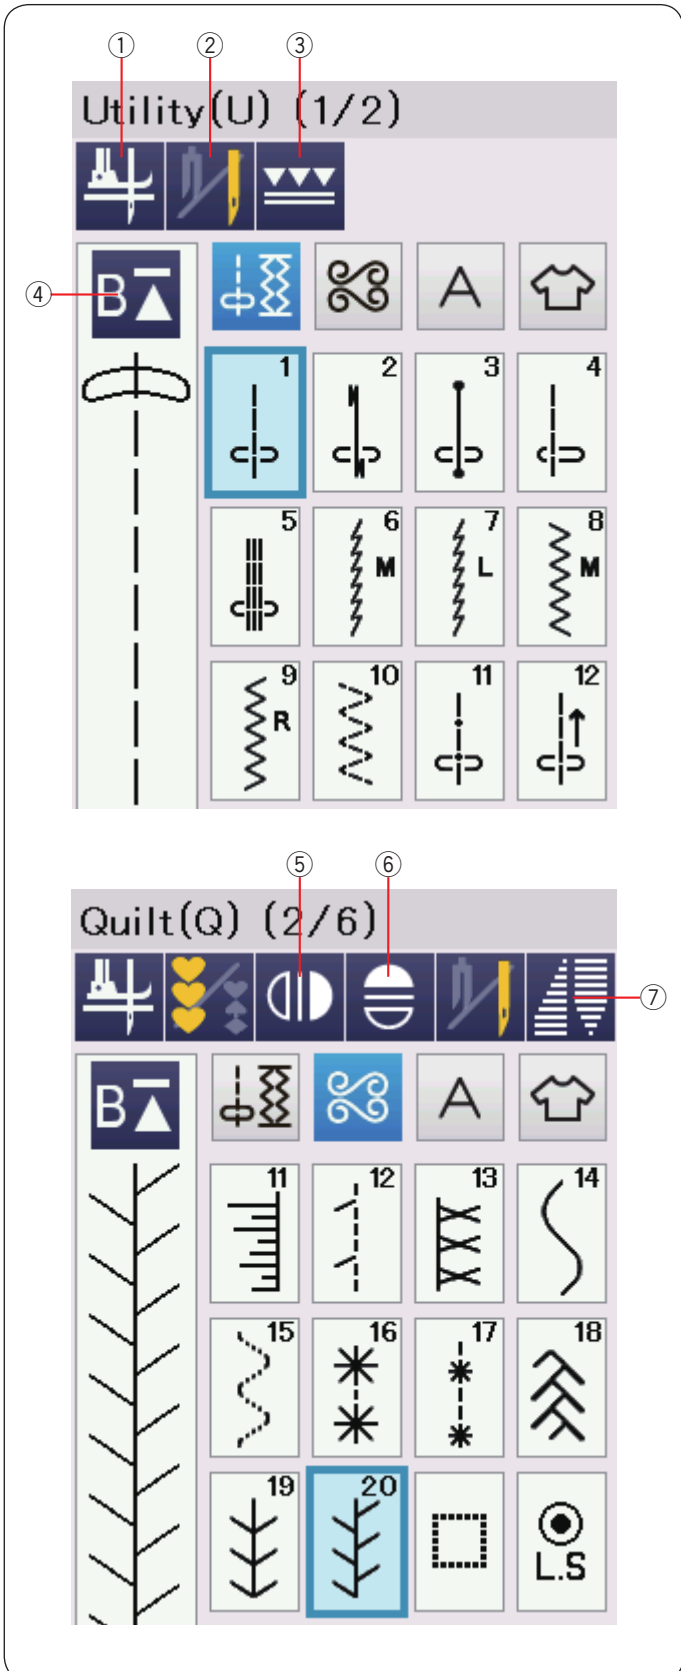 ① ② ③
Utility(U) (1/2)
④ B
A
1 2 3 4
5 6 7 8
M L M
9 10 11 12
R
⑤ ⑥
Quilt(Q) (2/6)
⑦
B A
11 12 13 14
15 16 17 18
19 20
L.S